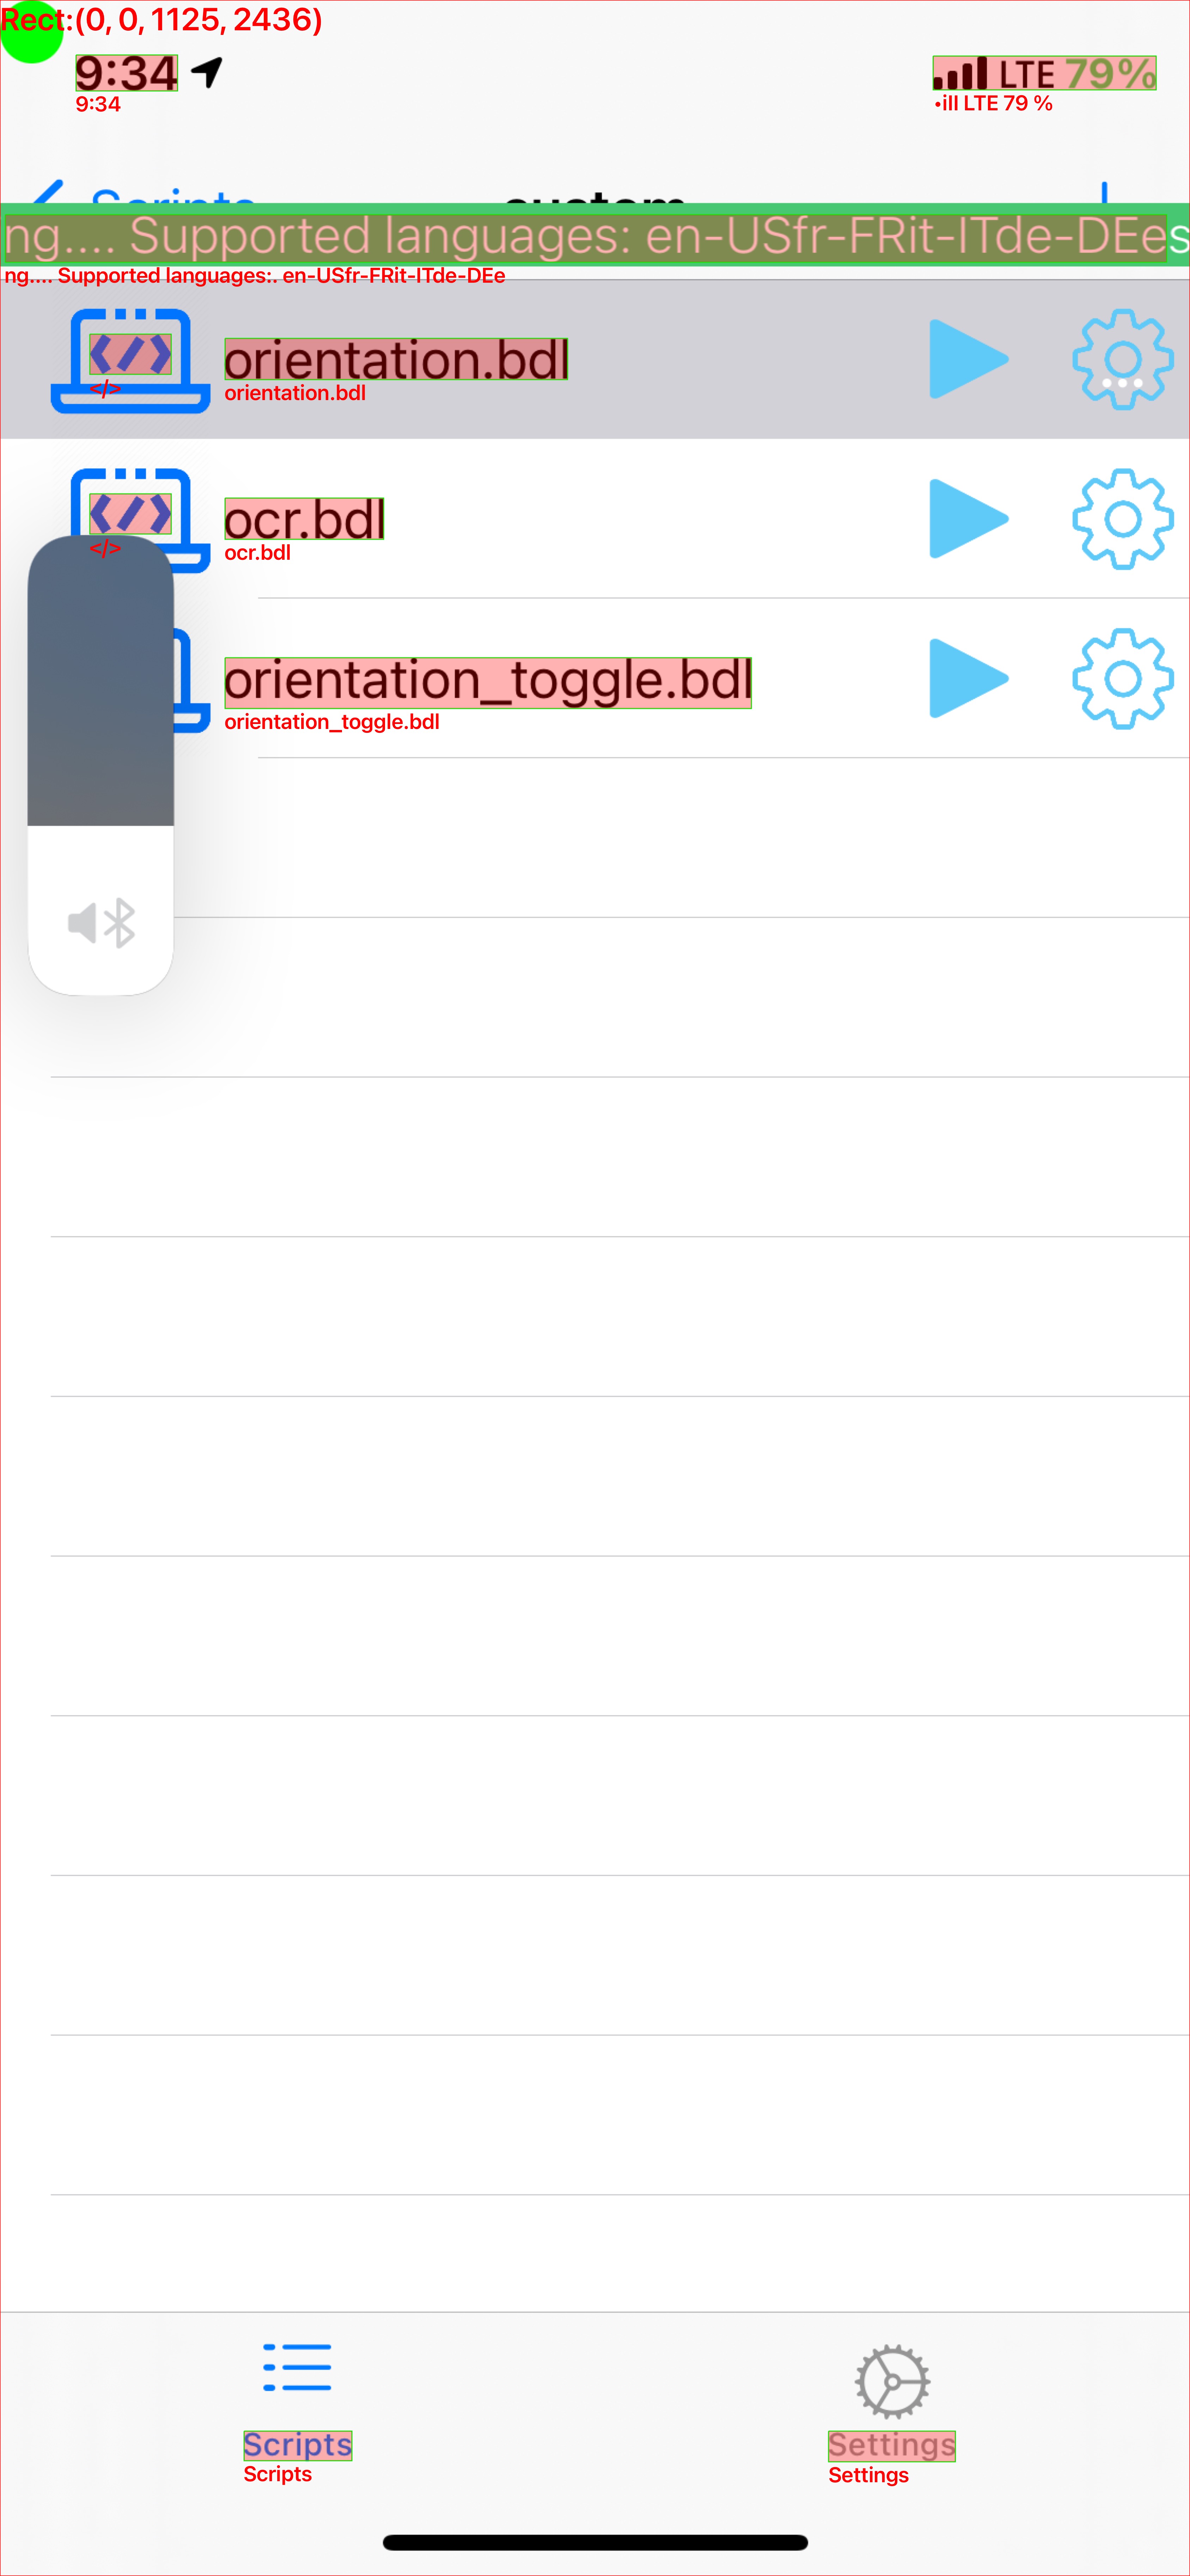 Rect:(0, 0, 1125, 2436)
9:34
LTE 79%
9:34
•ill LTE 79 %
Scripts
custom
ng.... Supported languages: en-USfr-FRit-ITde-DEes
ng.... Supported languages:. en-USfr-FRit-ITde-DEe
</>
orientation.bdl
</>
orientation.bdl
</>
ocr.bdl
</>
ocr.bdl
orientation_toggle.bdl
orientation_toggle.bdl
Scripts
Settings
Scripts
Settings